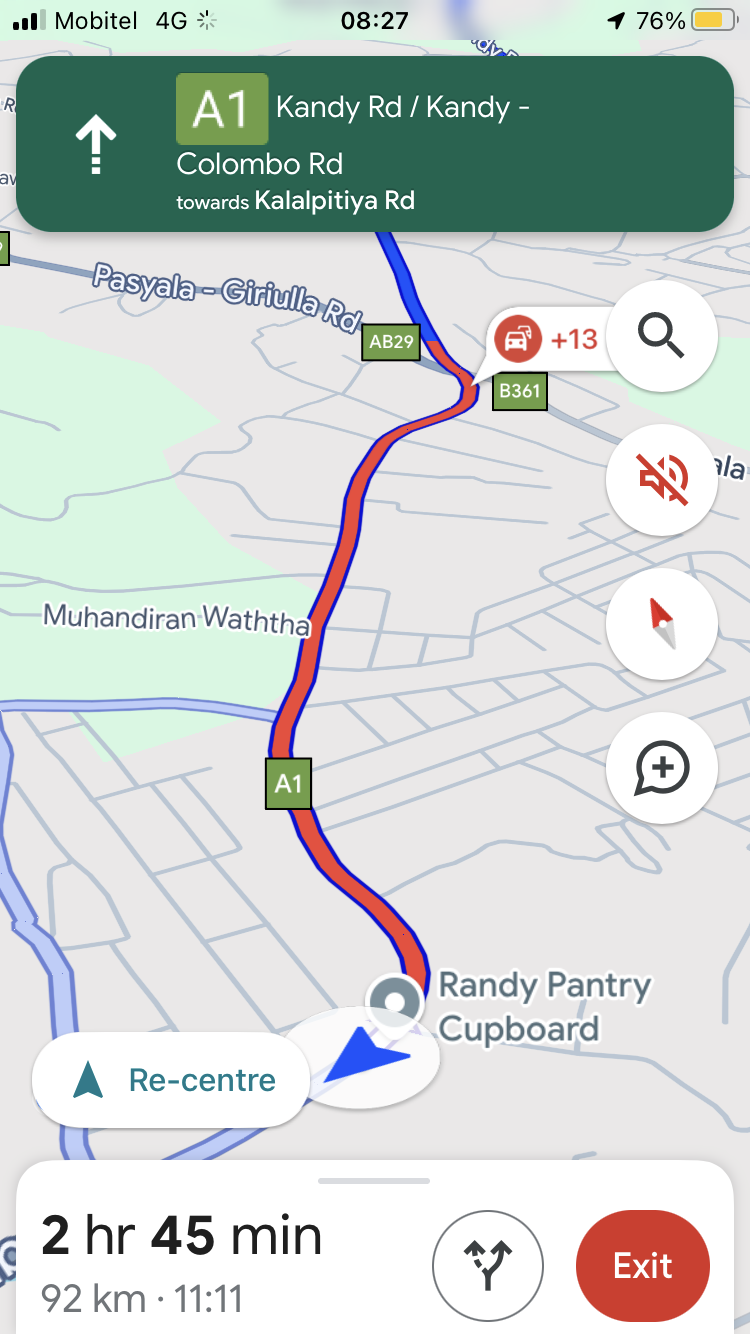 Mobitel 4G 08:27 76%
A1 Kandy Rd / Kandy -
Colombo Rd
towards Kalalpitiya Rd
Pasyala - Giriulla Rd
AB29
+13
B361
ala
Muhandiran Waththa
A1
Randy Pantry
Cupboard
Re-centre
2 hr 45 min
92 km · 11:11
Exit